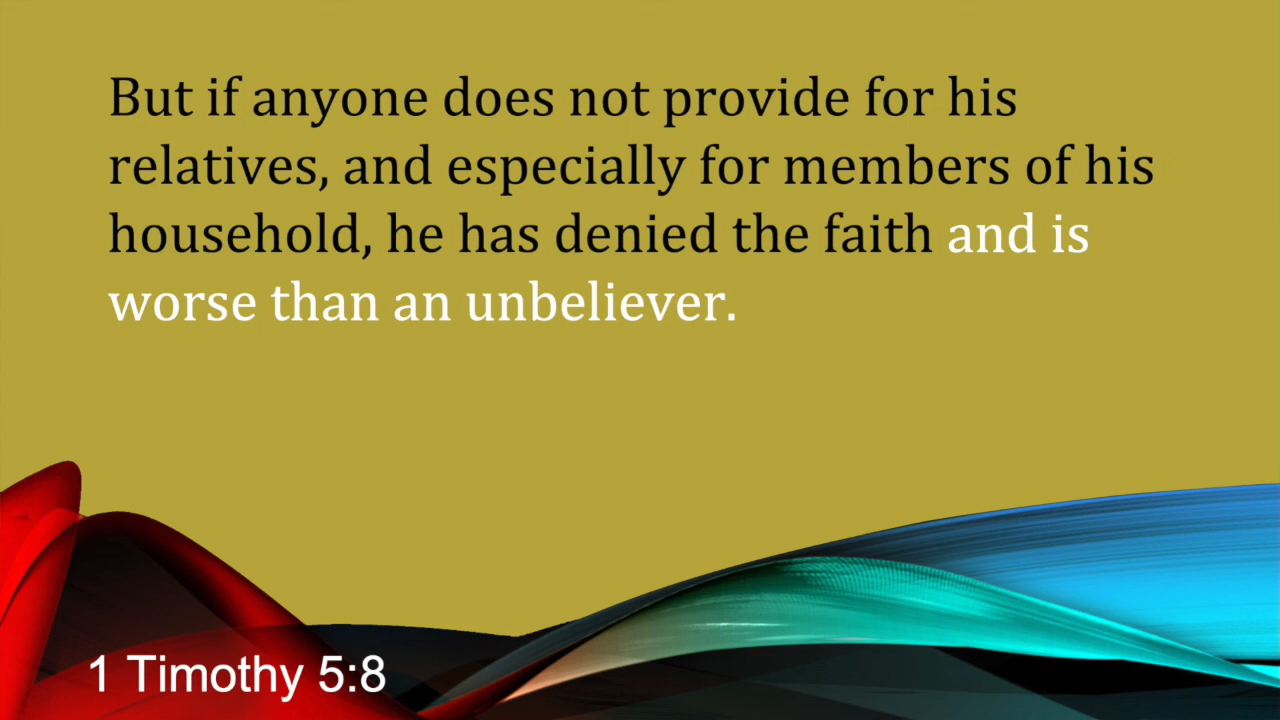 But if anyone does not provide for his
relatives, and especially for members of his
household, he has denied the faith and is
worse than an unbeliever.
1 Timothy 5:8